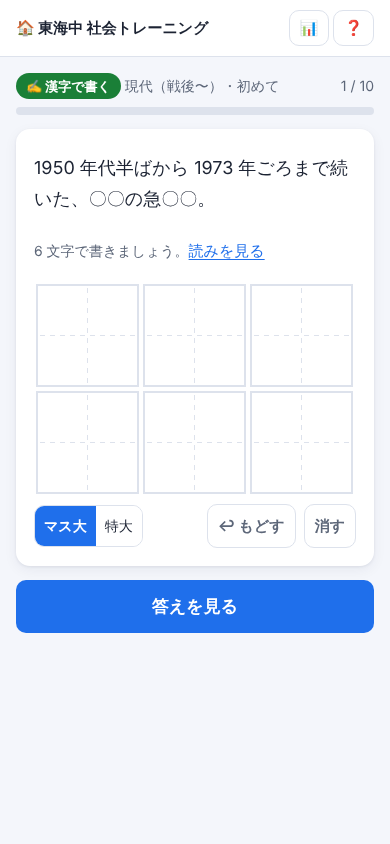 🏠 東海中 社会トレーニング 📊 ❓
✍️ 漢字で書く 現代（戦後〜）・初めて 1 / 10
1950 年代半ばから 1973 年ごろまで続
いた、〇〇の急〇〇。
6 文字で書きましょう。読みを見る
マス大 特大 ↩ もどす 消す
答えを見る